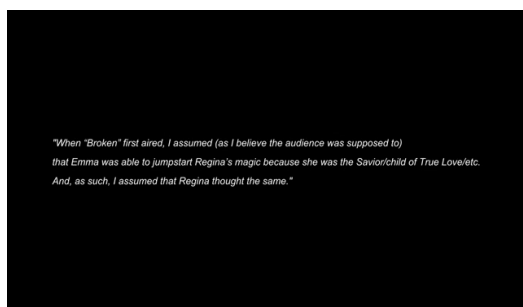 "When “Broken” first aired, I assumed (as I believe the audience was supposed to)
that Emma was able to jumpstart Regina’s magic because she was the Savior/child of True Love/etc.
And, as such, I assumed that Regina thought the same."